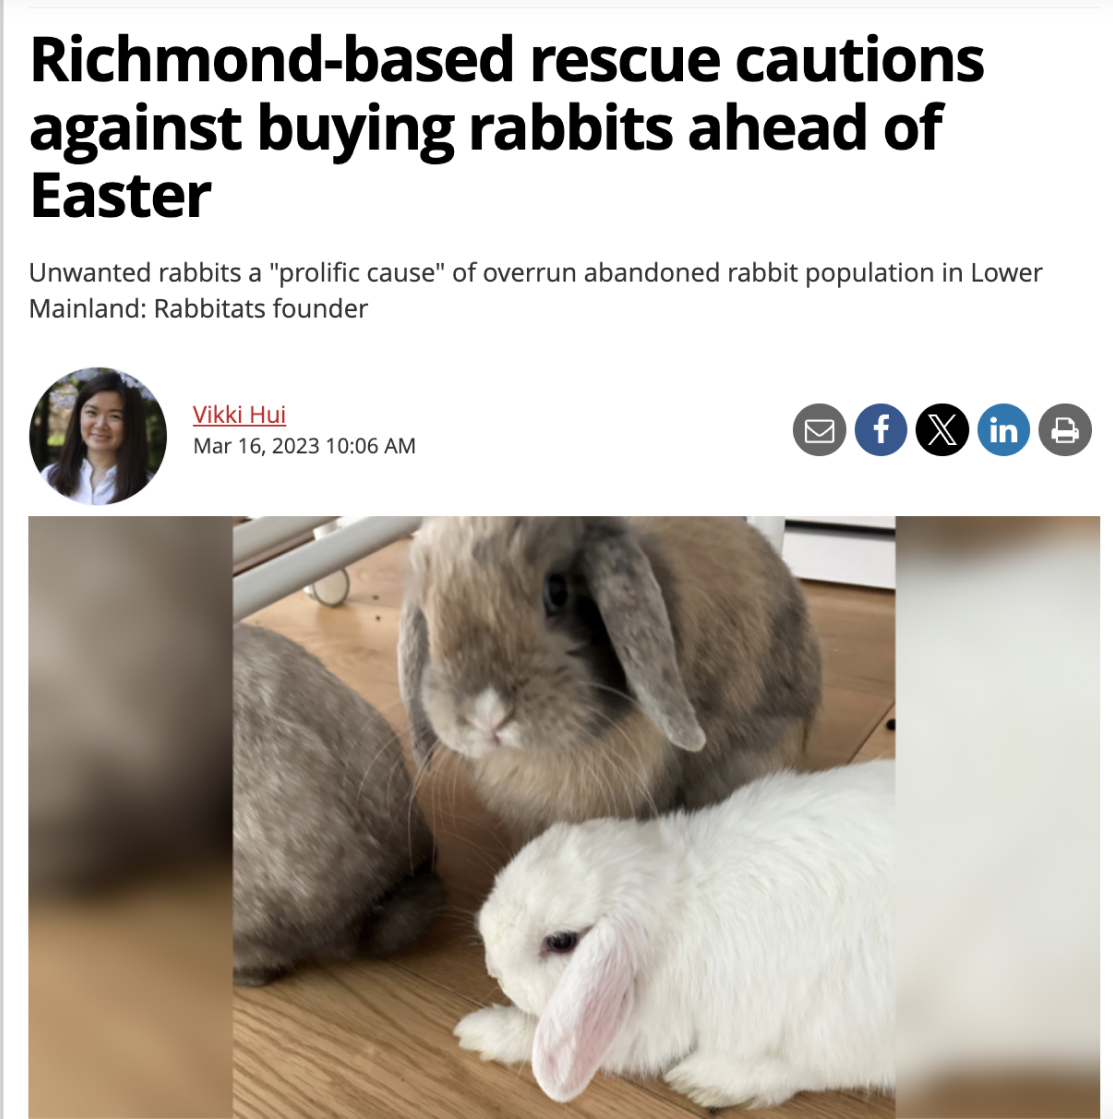 Richmond-based rescue cautions
against buying rabbits ahead of
Easter
Unwanted rabbits a "prolific cause" of overrun abandoned rabbit population in Lower
Mainland: Rabbitats founder
Vikki Hui
Mar 16, 2023 10:06 AM